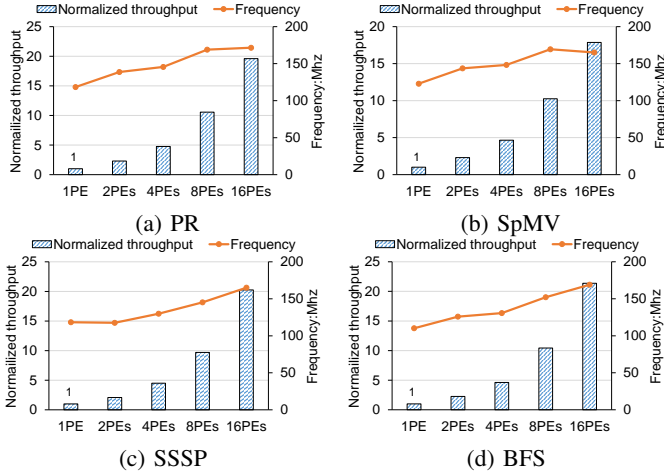 Normalized throughput Frequency
Normailized throughput
25
20
15
10
5
0
1
200
150
100
50
0
Frequency:Mhz
1PE 2PEs 4PEs 8PEs 16PEs
(a) PR
Normalized throughput Frequency
Normalized throughput
20
15
10
5
0
1
200
150
100
50
0
Frequency:Mhz
1PE 2PEs 4PEs 8PEs 16PEs
(b) SpMV
Normalized throughput Frequency
Normalized throughput
25
20
15
10
5
0
1
200
150
100
50
0
Frequency:Mhz
1PE 2PEs 4PEs 8PEs 16PEs
(c) SSSP
Normalized throughput Frequency
Normalized throughput
25
20
15
10
5
0
1
200
150
100
50
0
Frequency:Mhz
1PE 2PEs 4PEs 8PEs 16PEs
(d) BFS